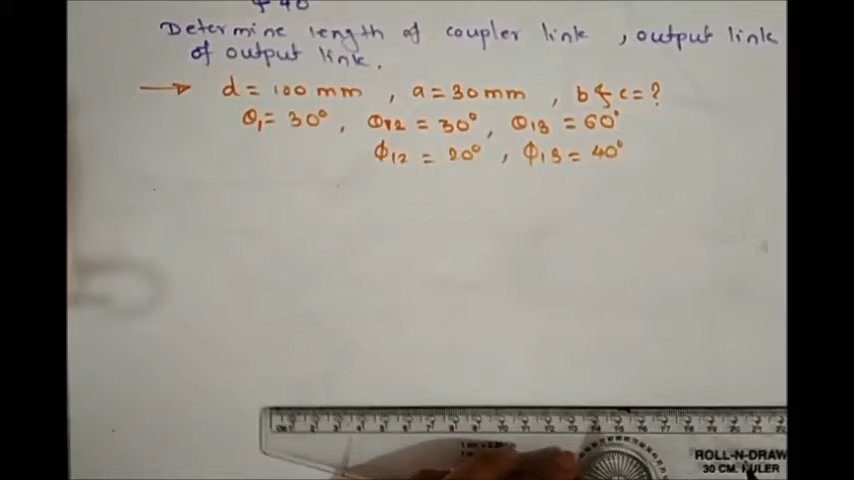 Determine length of coupler link , output link
of output link.
→ d = 100 mm , a = 30 mm , b & c = ?
θ₁ = 30° , θ₁₂ = 30° , θ₁₃ = 60°
ϕ₁₂ = 20° , ϕ₁₃ = 40°
ROLL-N-DRAW
30 CM. RULER